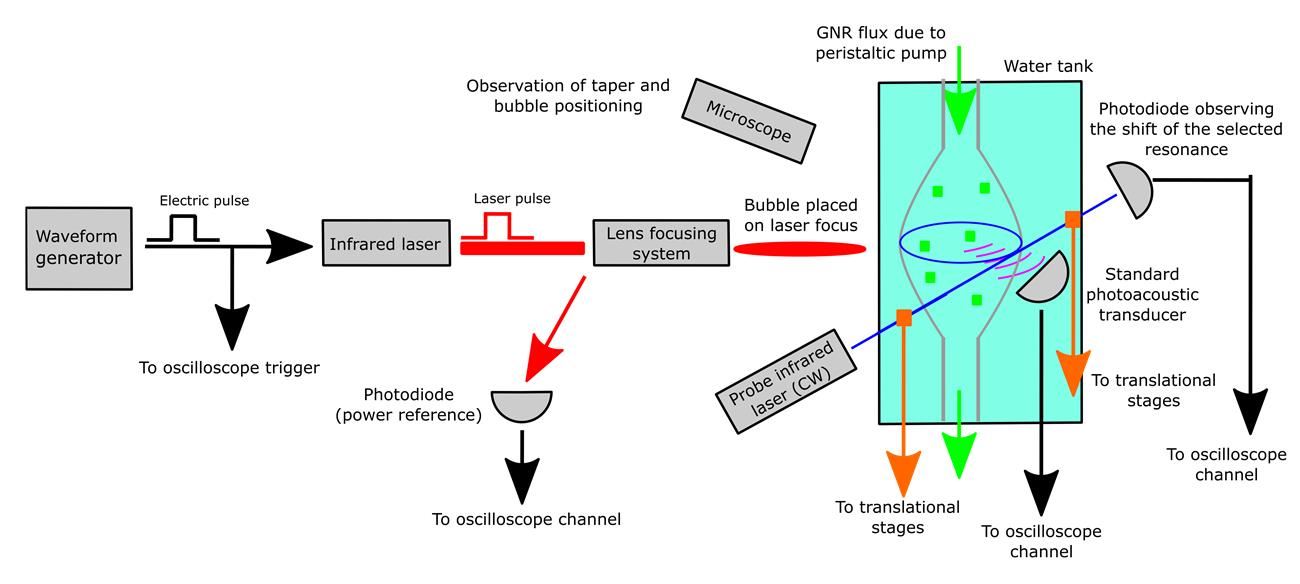 GNR flux due to
peristaltic pump
Water tank
Observation of taper and
bubble positioning
Microscope
Photodiode observing
the shift of the selected
resonance
Electric pulse
Laser pulse
Bubble placed
on laser focus
Waveform
generator
Infrared laser
Lens focusing
system
Standard
photoacoustic
transducer
To oscilloscope trigger
Probe infrared
laser (CW)
Photodiode
(power reference)
To translational
stages
To oscilloscope
channel
To oscilloscope channel
To translational
stages
To oscilloscope
channel